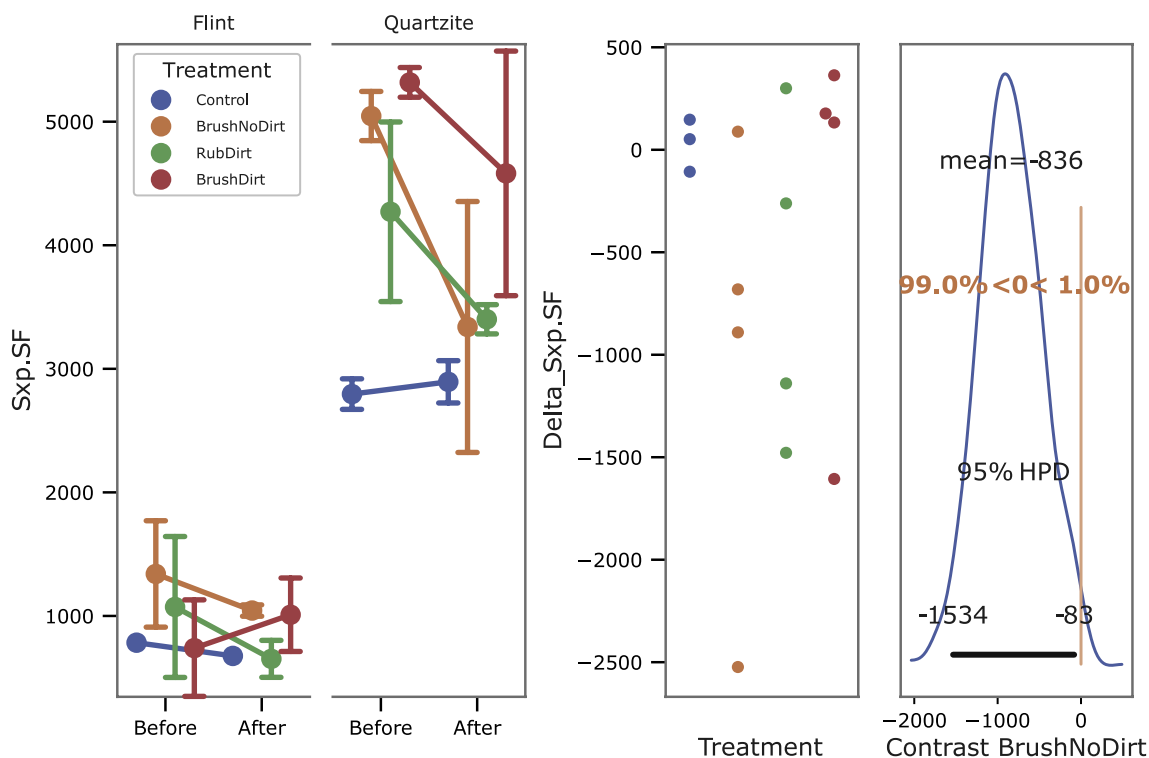 Flint
Quartzite
Treatment
Control
BrushNoDirt
RubDirt
BrushDirt
Sxp.SF
5000
4000
3000
2000
1000
Before
After
Before
After
Delta_Sxp.SF
500
0
−500
−1000
−1500
−2000
−2500
Treatment
mean=-836
99.0% <0< 1.0%
95% HPD
-1534
-83
−2000
−1000
0
Contrast BrushNoDirt